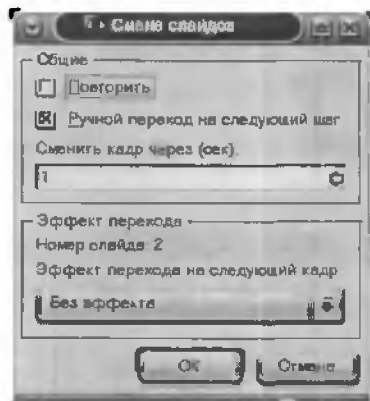 Смена слайдов
Общие
Повторить
Ручной переход на следующий шаг
Сменить кадр через (сек):
1
Эффект перехода
Номер слайда: 2
Эффект перехода на следующий кадр
Без эффекта
OK
Отмена